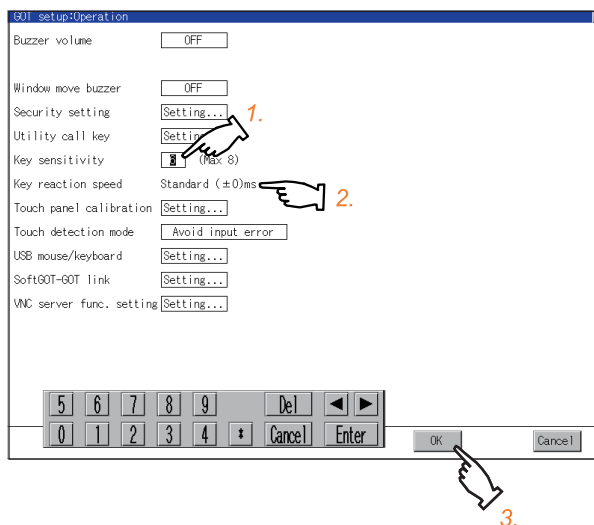 GOT setup:Operation
Buzzer volume OFF
Window move buzzer OFF
Security setting Setting...
1.
Utility call key
Key sensitivity (Max 8)
Key reaction speed Standard (±0)ms
2.
Touch panel calibration Setting...
Touch detection mode Avoid input error
USB mouse/keyboard Setting...
SoftGOT-GOT link Setting...
VNC server func. setting Setting...
5 6 7 8 9 Del ◄ ►
0 1 2 3 4 Cancel Enter
OK Cancel
3.